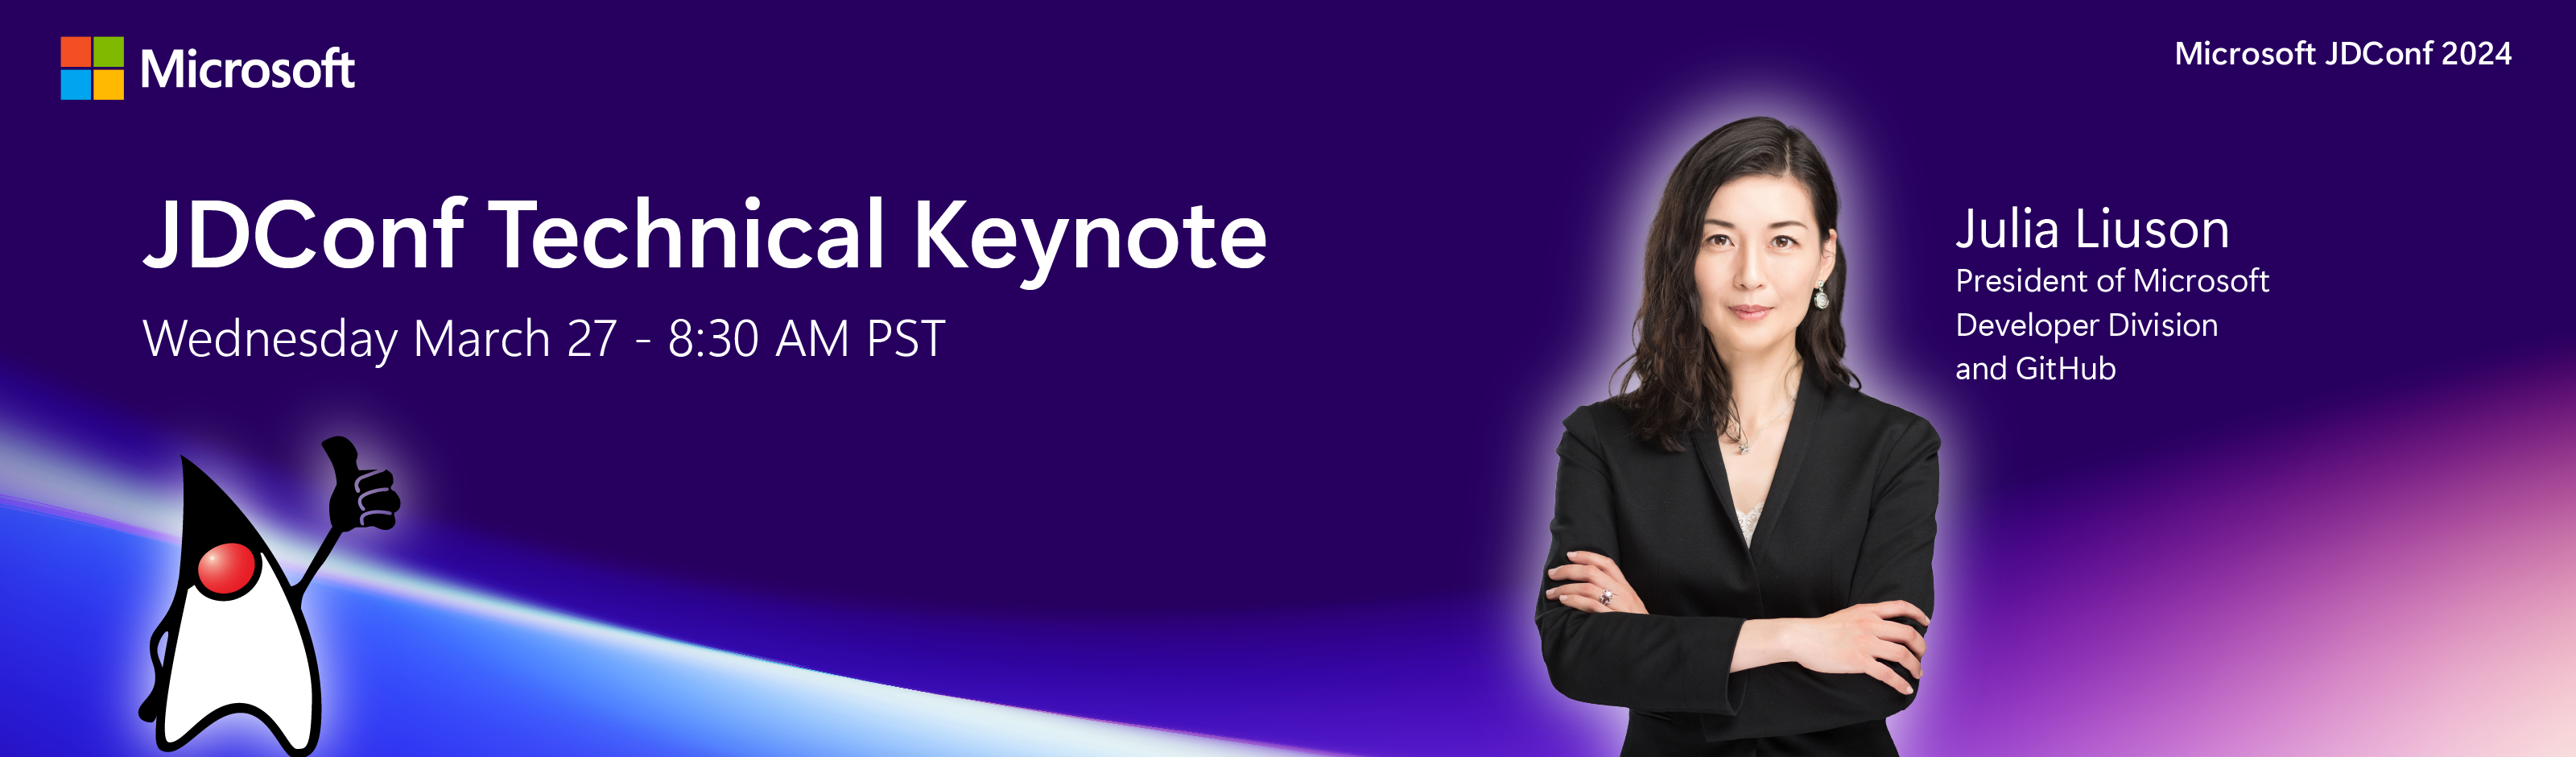 Microsoft
Microsoft JDConf 2024
JDConf Technical Keynote
Wednesday March 27 - 8:30 AM PST
Julia Liuson
President of Microsoft
Developer Division
and GitHub